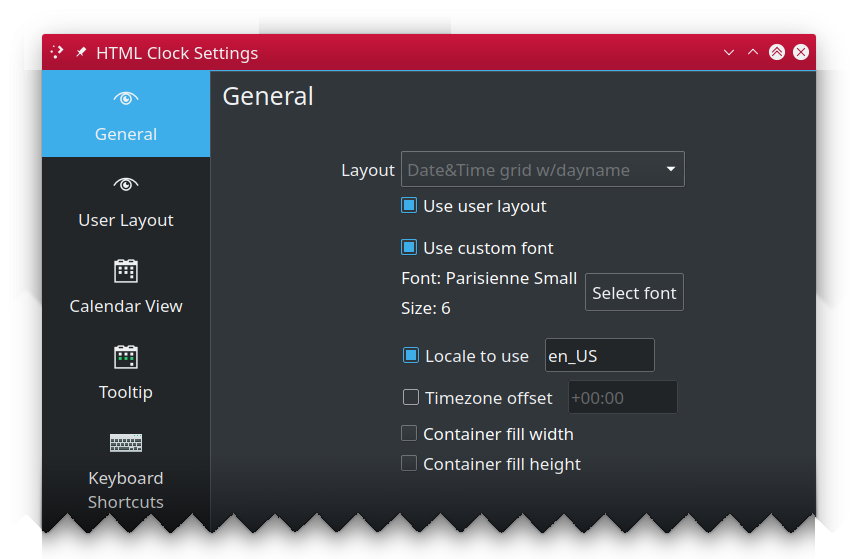 HTML Clock Settings
General
User Layout
Calendar View
Tooltip
Keyboard
Shortcuts
General
Layout Date&Time grid w/dayname
Use user layout
Use custom font
Font: Parisienne Small
Size: 6
Select font
Locale to use en_US
Timezone offset +00:00
Container fill width
Container fill height